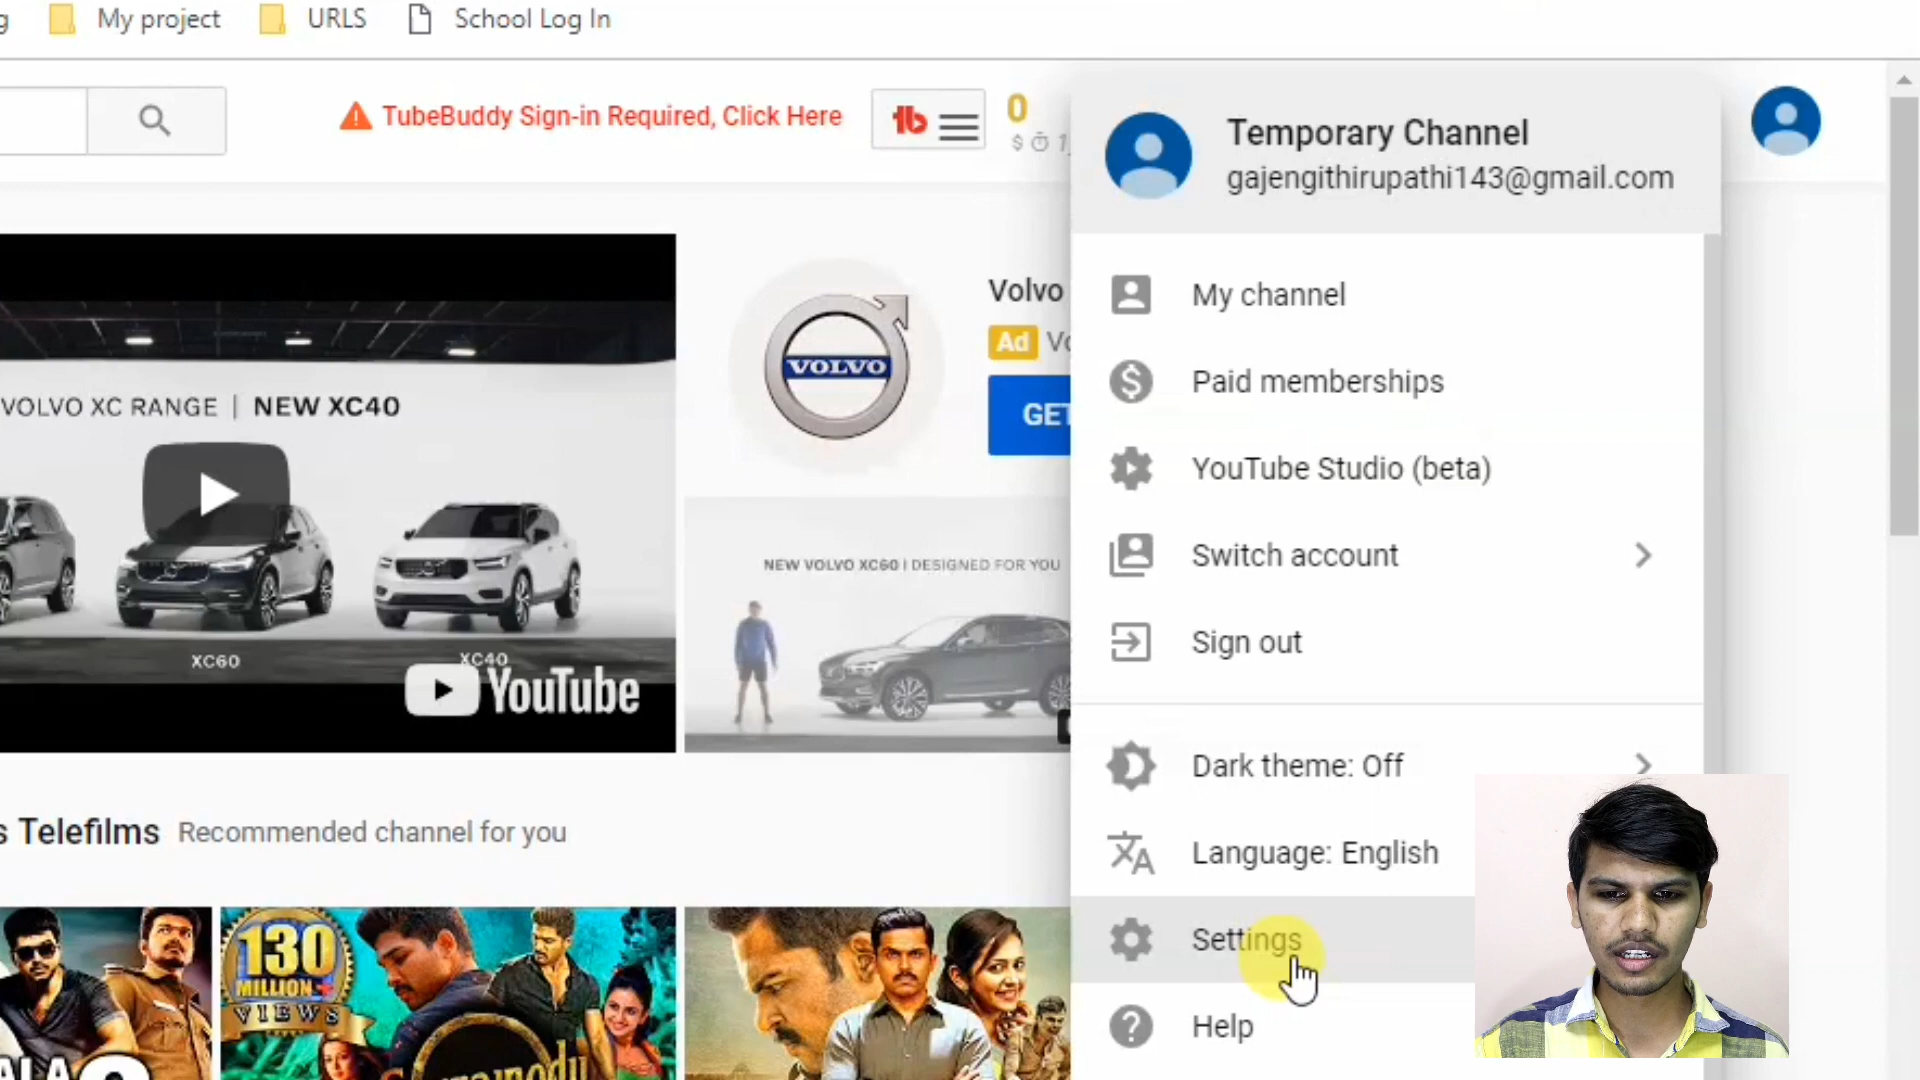 My project
URLS
School Log In
TubeBuddy Sign-in Required, Click Here
0
Temporary Channel
gajengithirupathi143@gmail.com
My channel
Paid memberships
YouTube Studio (beta)
Switch account
Sign out
Dark theme: Off
Language: English
Settings
Help
Volvo
Ad
VOLVO
VOLVO XC RANGE | NEW XC40
XC60
XC40
YouTube
NEW VOLVO XC60 | DESIGNED FOR YOU
Telefilms Recommended channel for you
130
MILLION+
VIEWS